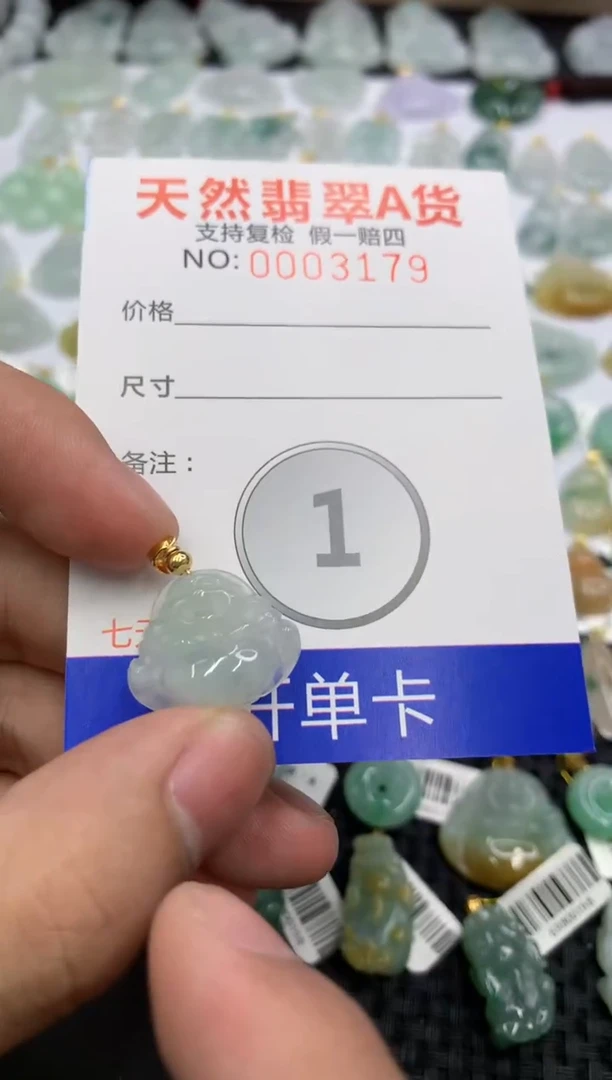 天然翡翠A货
支持复检 假一赔四
NO: 0003179
价格
尺寸
备注：
1
七
单卡